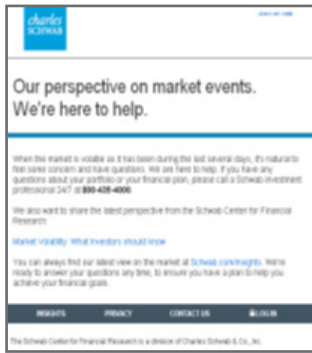 charles
SCHWAB
Our perspective on market events.
We're here to help.
When the market is volatile as it has been during the last several days, it's natural to
feel some concern and have questions. We are here to help. If you have any
questions about your portfolio or your financial plan, please call a Schwab investment
professional 24/7 at
We also want to share the latest perspective from the Schwab Center for Financial
Research:
Market Volatility: What Investors should know
You can always find our latest view on the market at Schwab.com/insights. We're
ready to answer your questions any time, to ensure you have a plan to help you
achieve your financial goals.
INSIGHTS PRIVACY CONTACT US LOG IN
The Schwab Center for Financial Research is a division of Charles Schwab & Co., Inc.